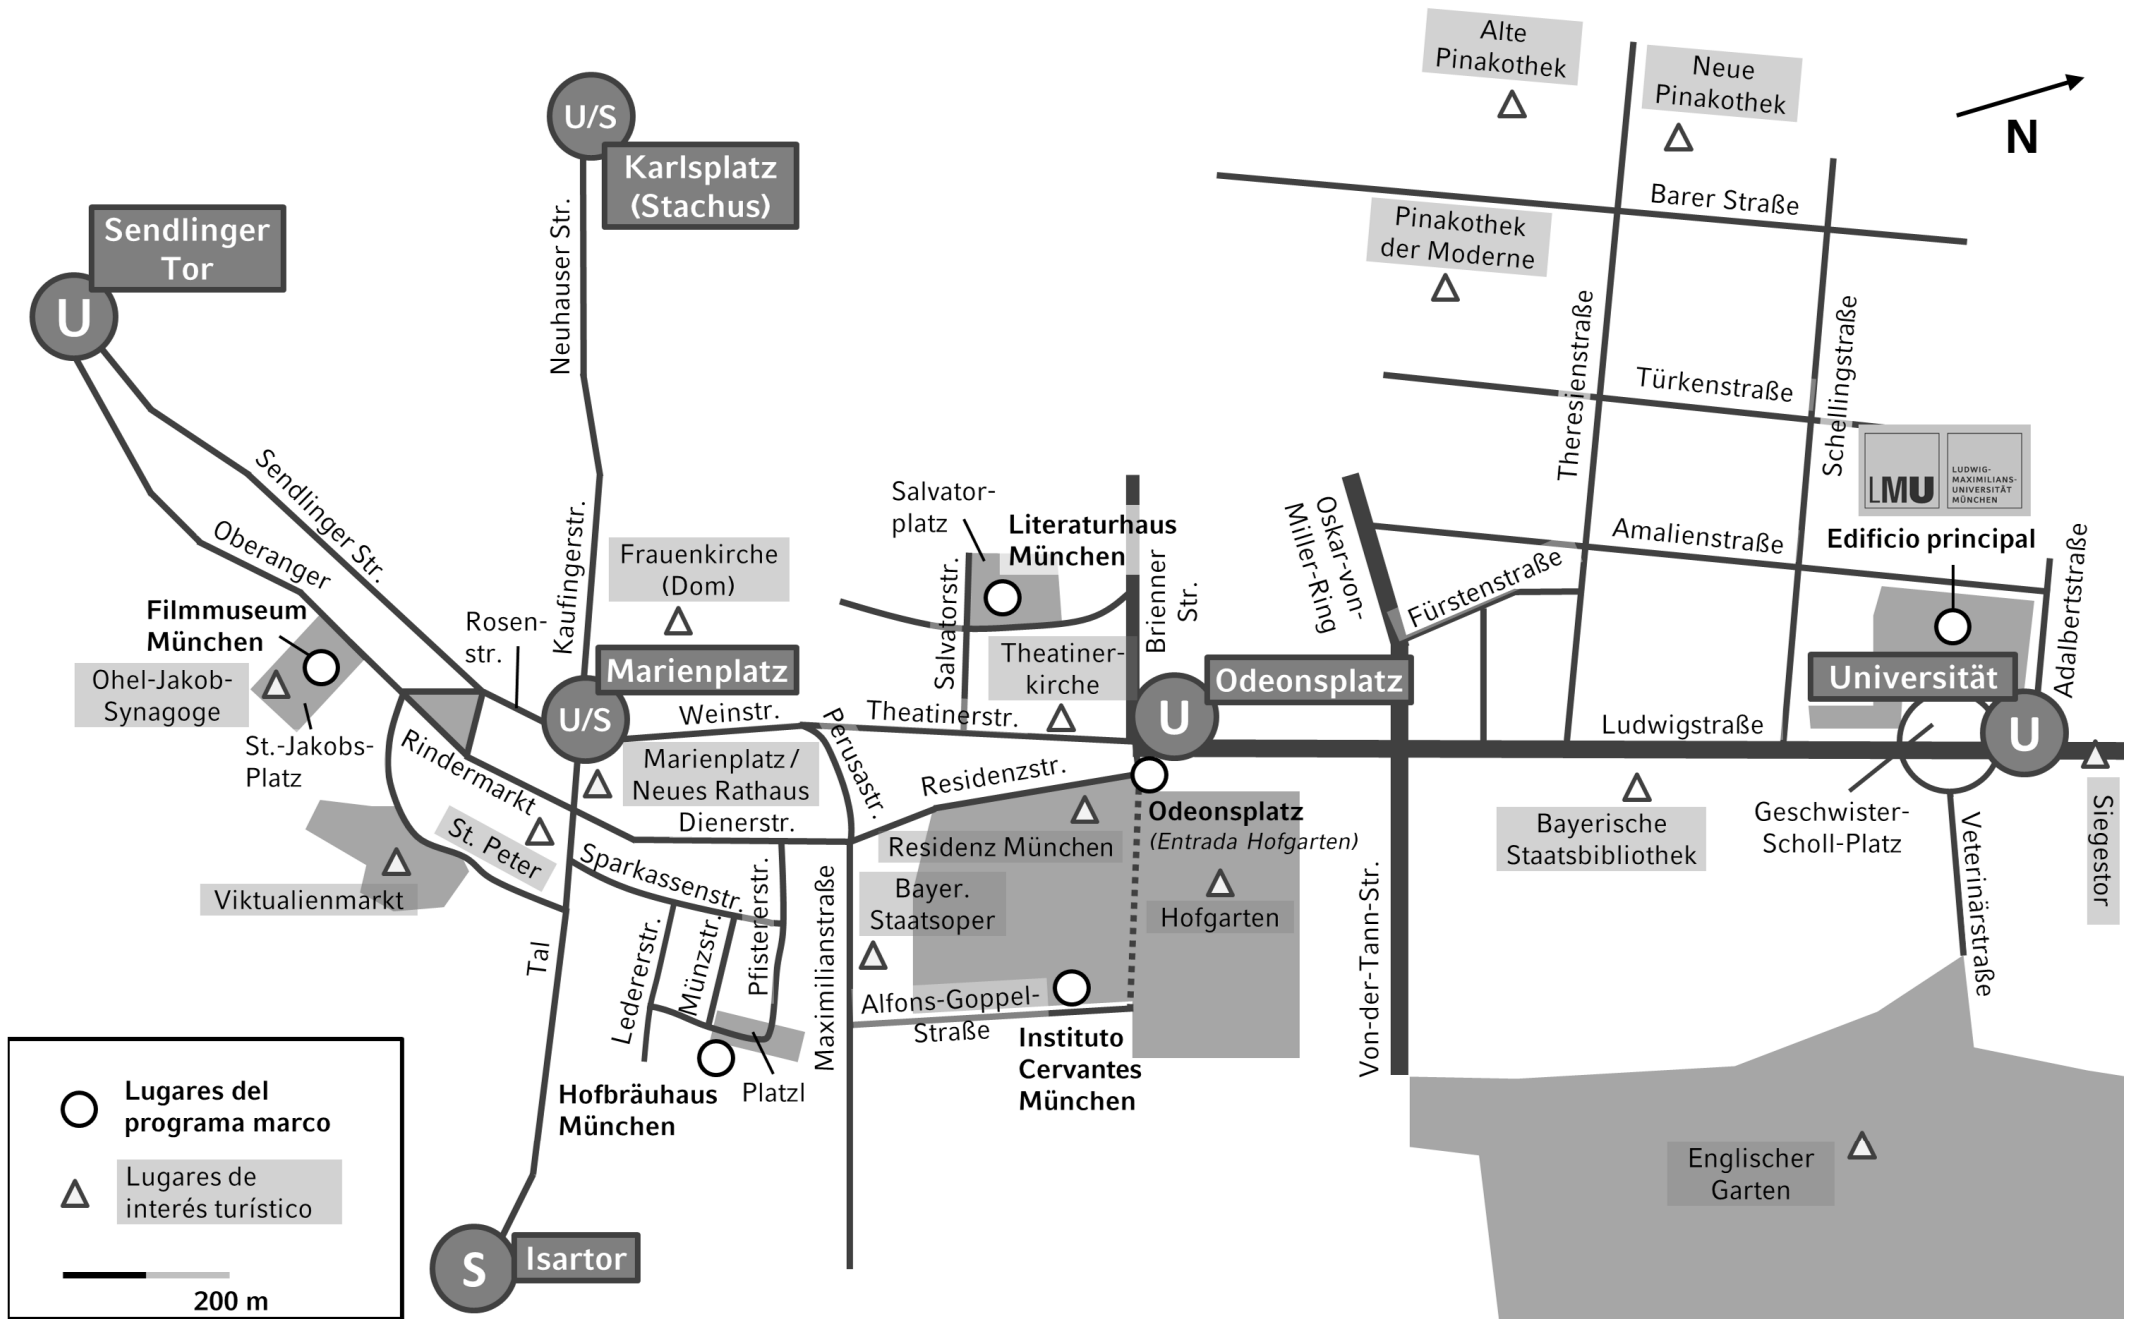 Alte
Pinakothek
Neue
Pinakothek
N
U/S
Karlsplatz
(Stachus)
Barer Straße
Pinakothek
der Moderne
Sendlinger
Tor
U
Neuhauser Str.
Theresienstraße
Türkenstraße
Schellingstraße
LMU
LUDWIG-
MAXIMILIANS-
UNIVERSITÄT
MÜNCHEN
Edificio principal
Sendlinger Str.
Oberanger
Kaufingerstr.
Frauenkirche
(Dom)
Salvator-
platz
Literaturhaus
München
Salvatorstr.
Brienner
Str.
Oskar-von-
Miller-Ring
Fürstenstraße
Amalienstraße
Adalbertstraße
Filmmuseum
München
Ohel-Jakob-
Synagoge
St.-Jakobs-
Platz
Rosen-
str.
Marienplatz
U/S
Weinstr.
Theatinerstr.
Theatiner-
kirche
Odeonsplatz
U
Ludwigstraße
Universität
U
Rindermarkt
Marienplatz /
Neues Rathaus
Dienerstr.
Perusastr.
Residenzstr.
Residenz München
Odeonsplatz
(Entrada Hofgarten)
Bayerische
Staatsbibliothek
Geschwister-
Scholl-Platz
Siegestor
Veterinärstraße
St. Peter
Viktualienmarkt
Sparkassenstr.
Pfistererstr.
Münzstr.
Ledererstr.
Tal
Maximilianstraße
Bayer.
Staatsoper
Hofgarten
Von-der-Tann-Str.
Alfons-Goppel-
Straße
Instituto
Cervantes
München
Hofbräuhaus
München
Platzl
Englischer
Garten
S
Isartor
Lugares del
programa marco
Lugares de
interés turístico
200 m